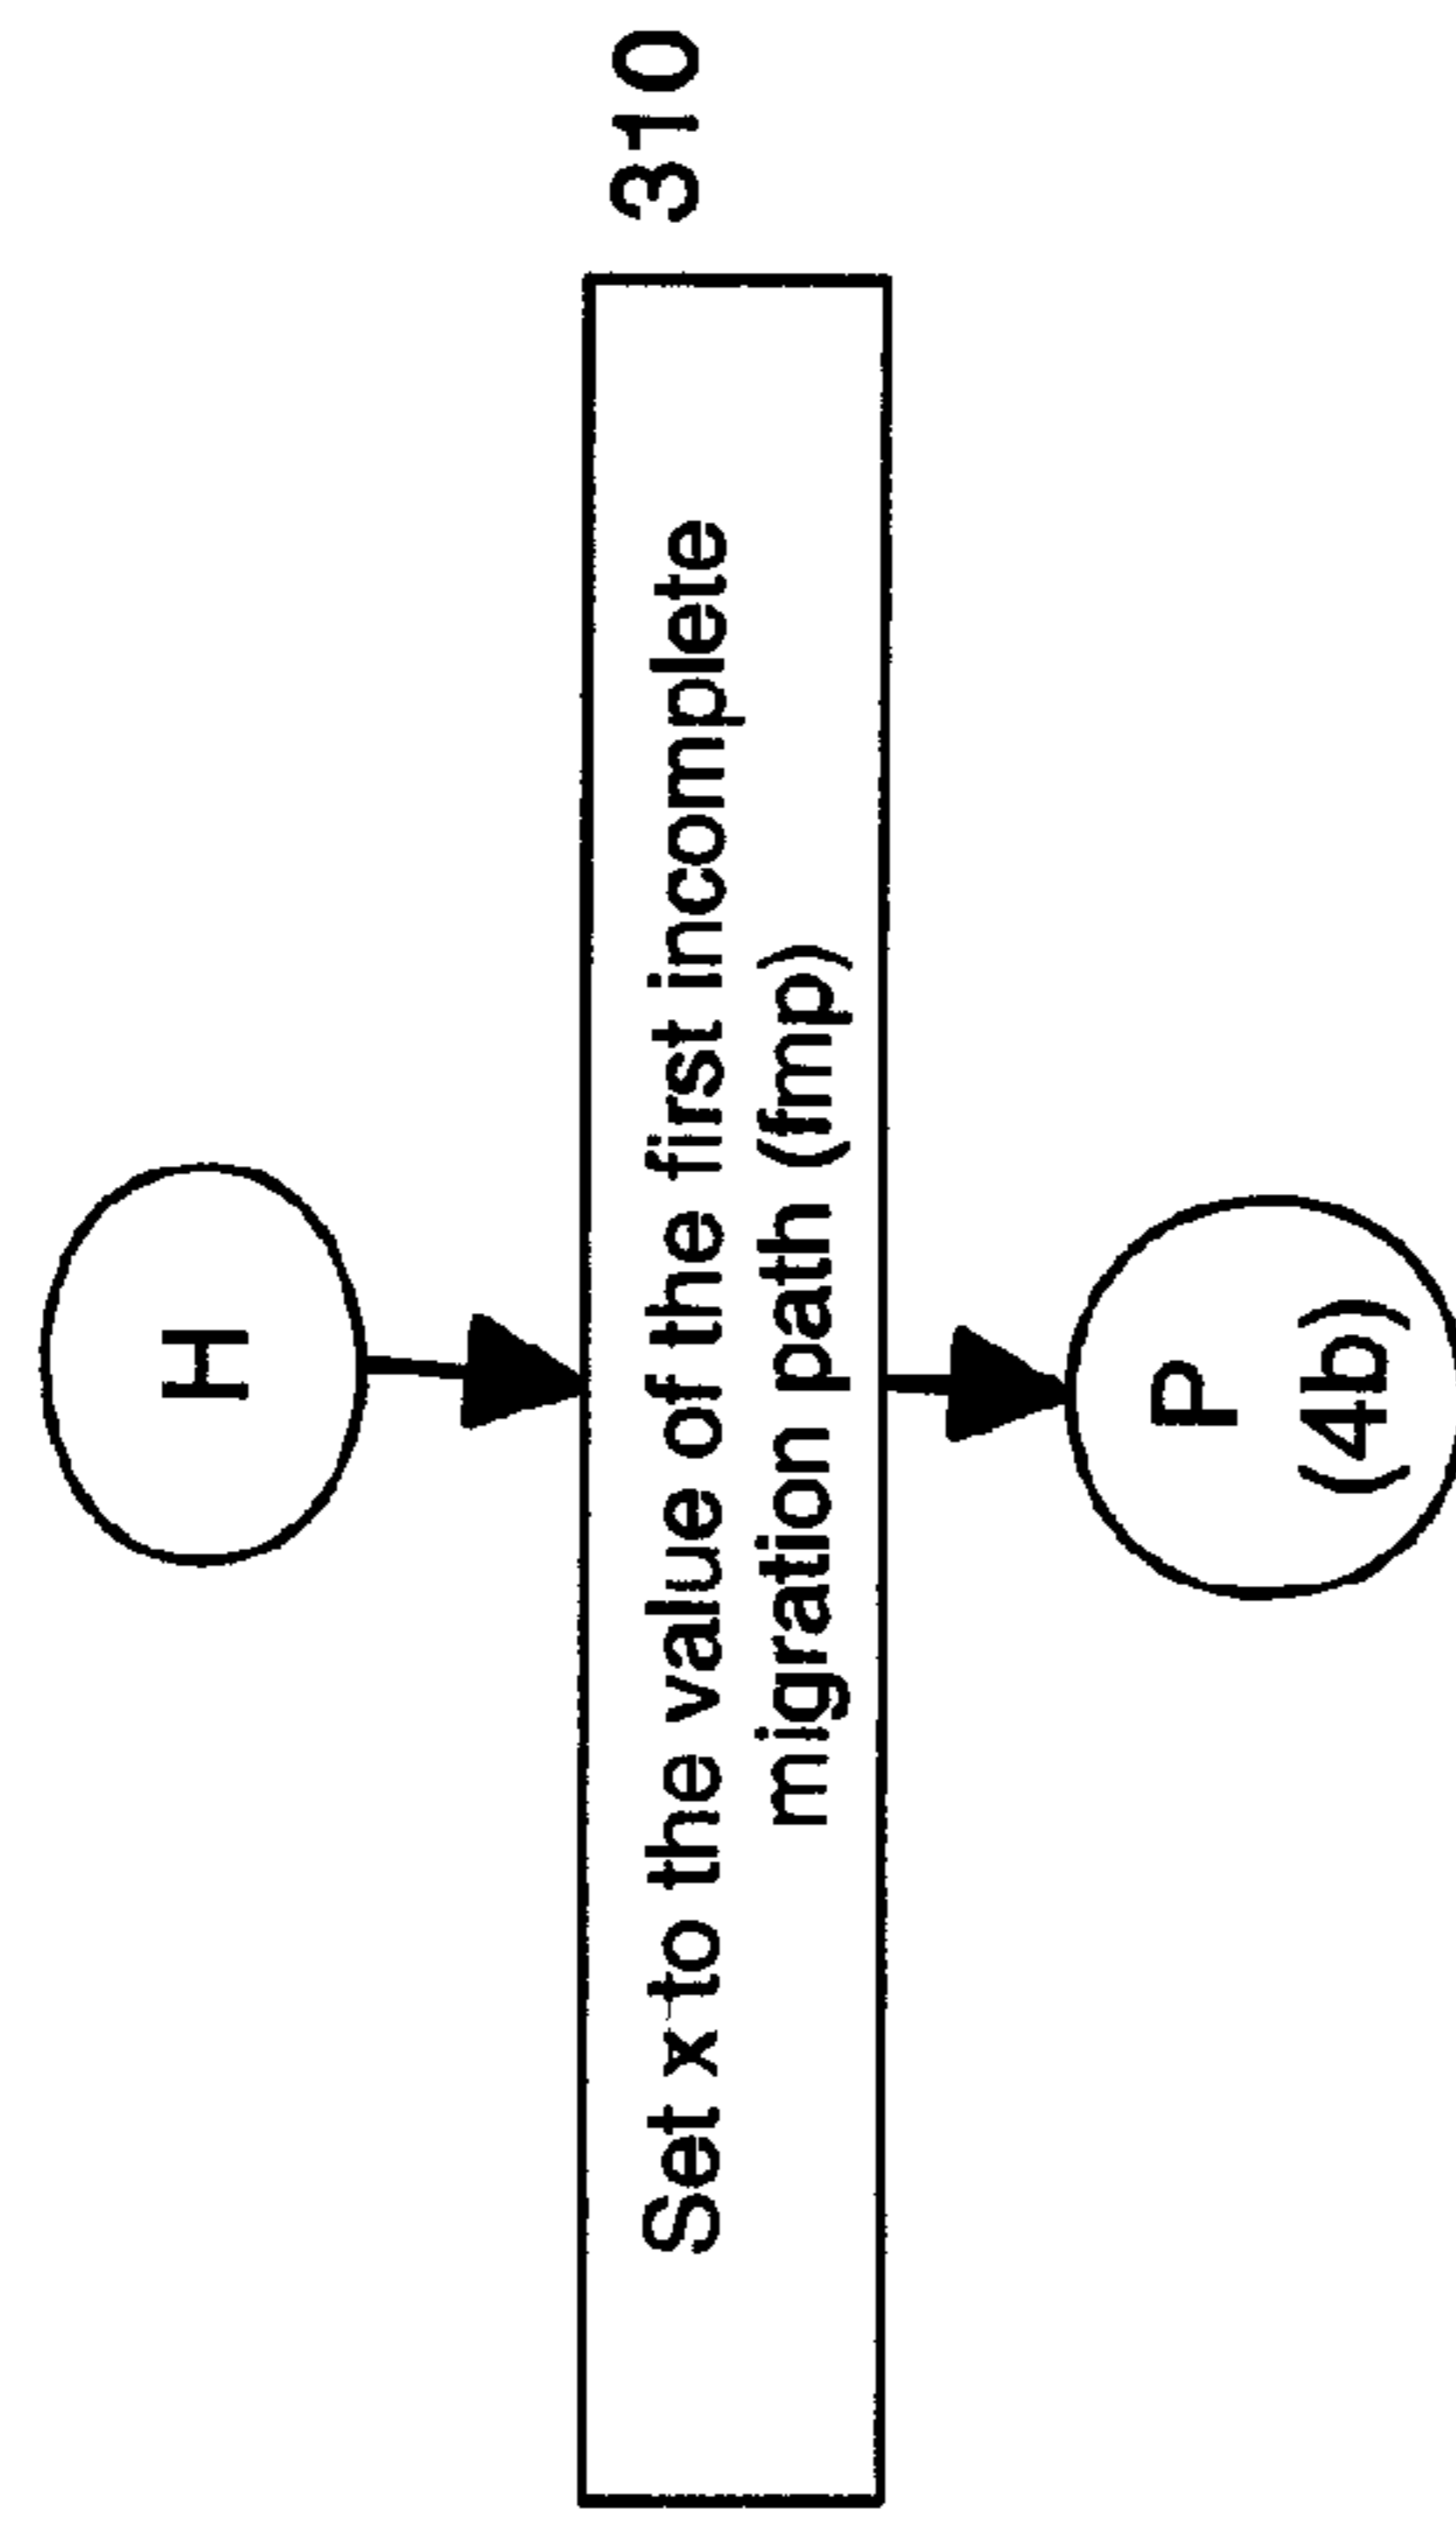 H
310
Set x to the value of the first incomplete
migration path (fmp)
P
(4b)